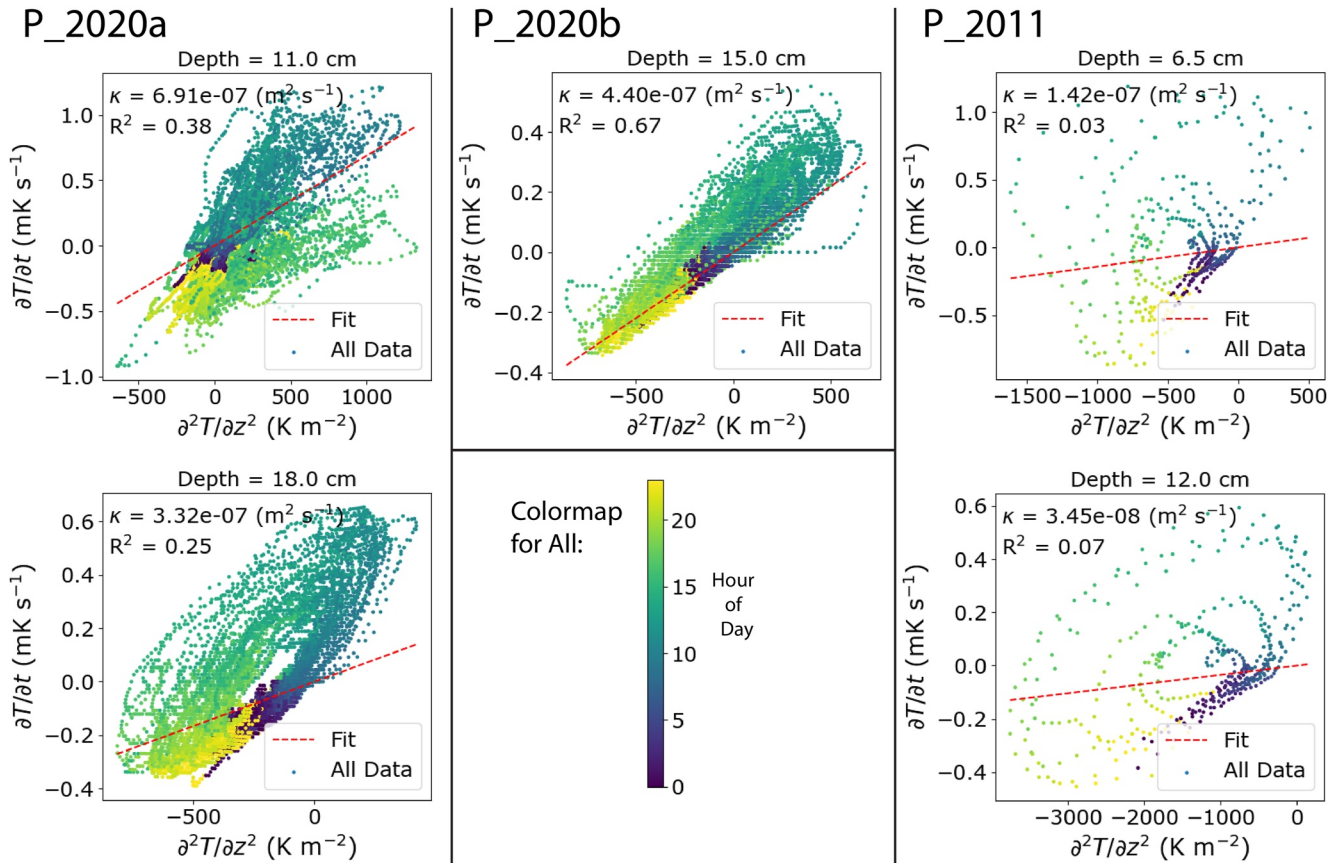 P_2020a
Depth = 11.0 cm
κ = 6.91e-07 (m² s⁻¹)
R² = 0.38
1.0
0.5
0.0
−0.5
−1.0
∂T/∂t (mK s⁻¹)
Fit
All Data
−500 0 500 1000
∂²T/∂z² (K m⁻²)
P_2020b
Depth = 15.0 cm
κ = 4.40e-07 (m² s⁻¹)
R² = 0.67
0.4
0.2
0.0
−0.2
−0.4
∂T/∂t (mK s⁻¹)
Fit
All Data
−500 0 500
∂²T/∂z² (K m⁻²)
P_2011
Depth = 6.5 cm
κ = 1.42e-07 (m² s⁻¹)
R² = 0.03
1.0
0.5
0.0
−0.5
∂T/∂t (mK s⁻¹)
Fit
All Data
−1500 −1000 −500 0 500
∂²T/∂z² (K m⁻²)
Depth = 18.0 cm
κ = 3.32e-07 (m² s⁻¹)
R² = 0.25
0.6
0.4
0.2
0.0
−0.2
−0.4
∂T/∂t (mK s⁻¹)
Fit
All Data
−500 0
∂²T/∂z² (K m⁻²)
Colormap
for All:
20
15
10
5
0
Hour
of
Day
Depth = 12.0 cm
κ = 3.45e-08 (m² s⁻¹)
R² = 0.07
0.6
0.4
0.2
0.0
−0.2
−0.4
∂T/∂t (mK s⁻¹)
Fit
All Data
−3000 −2000 −1000 0
∂²T/∂z² (K m⁻²)